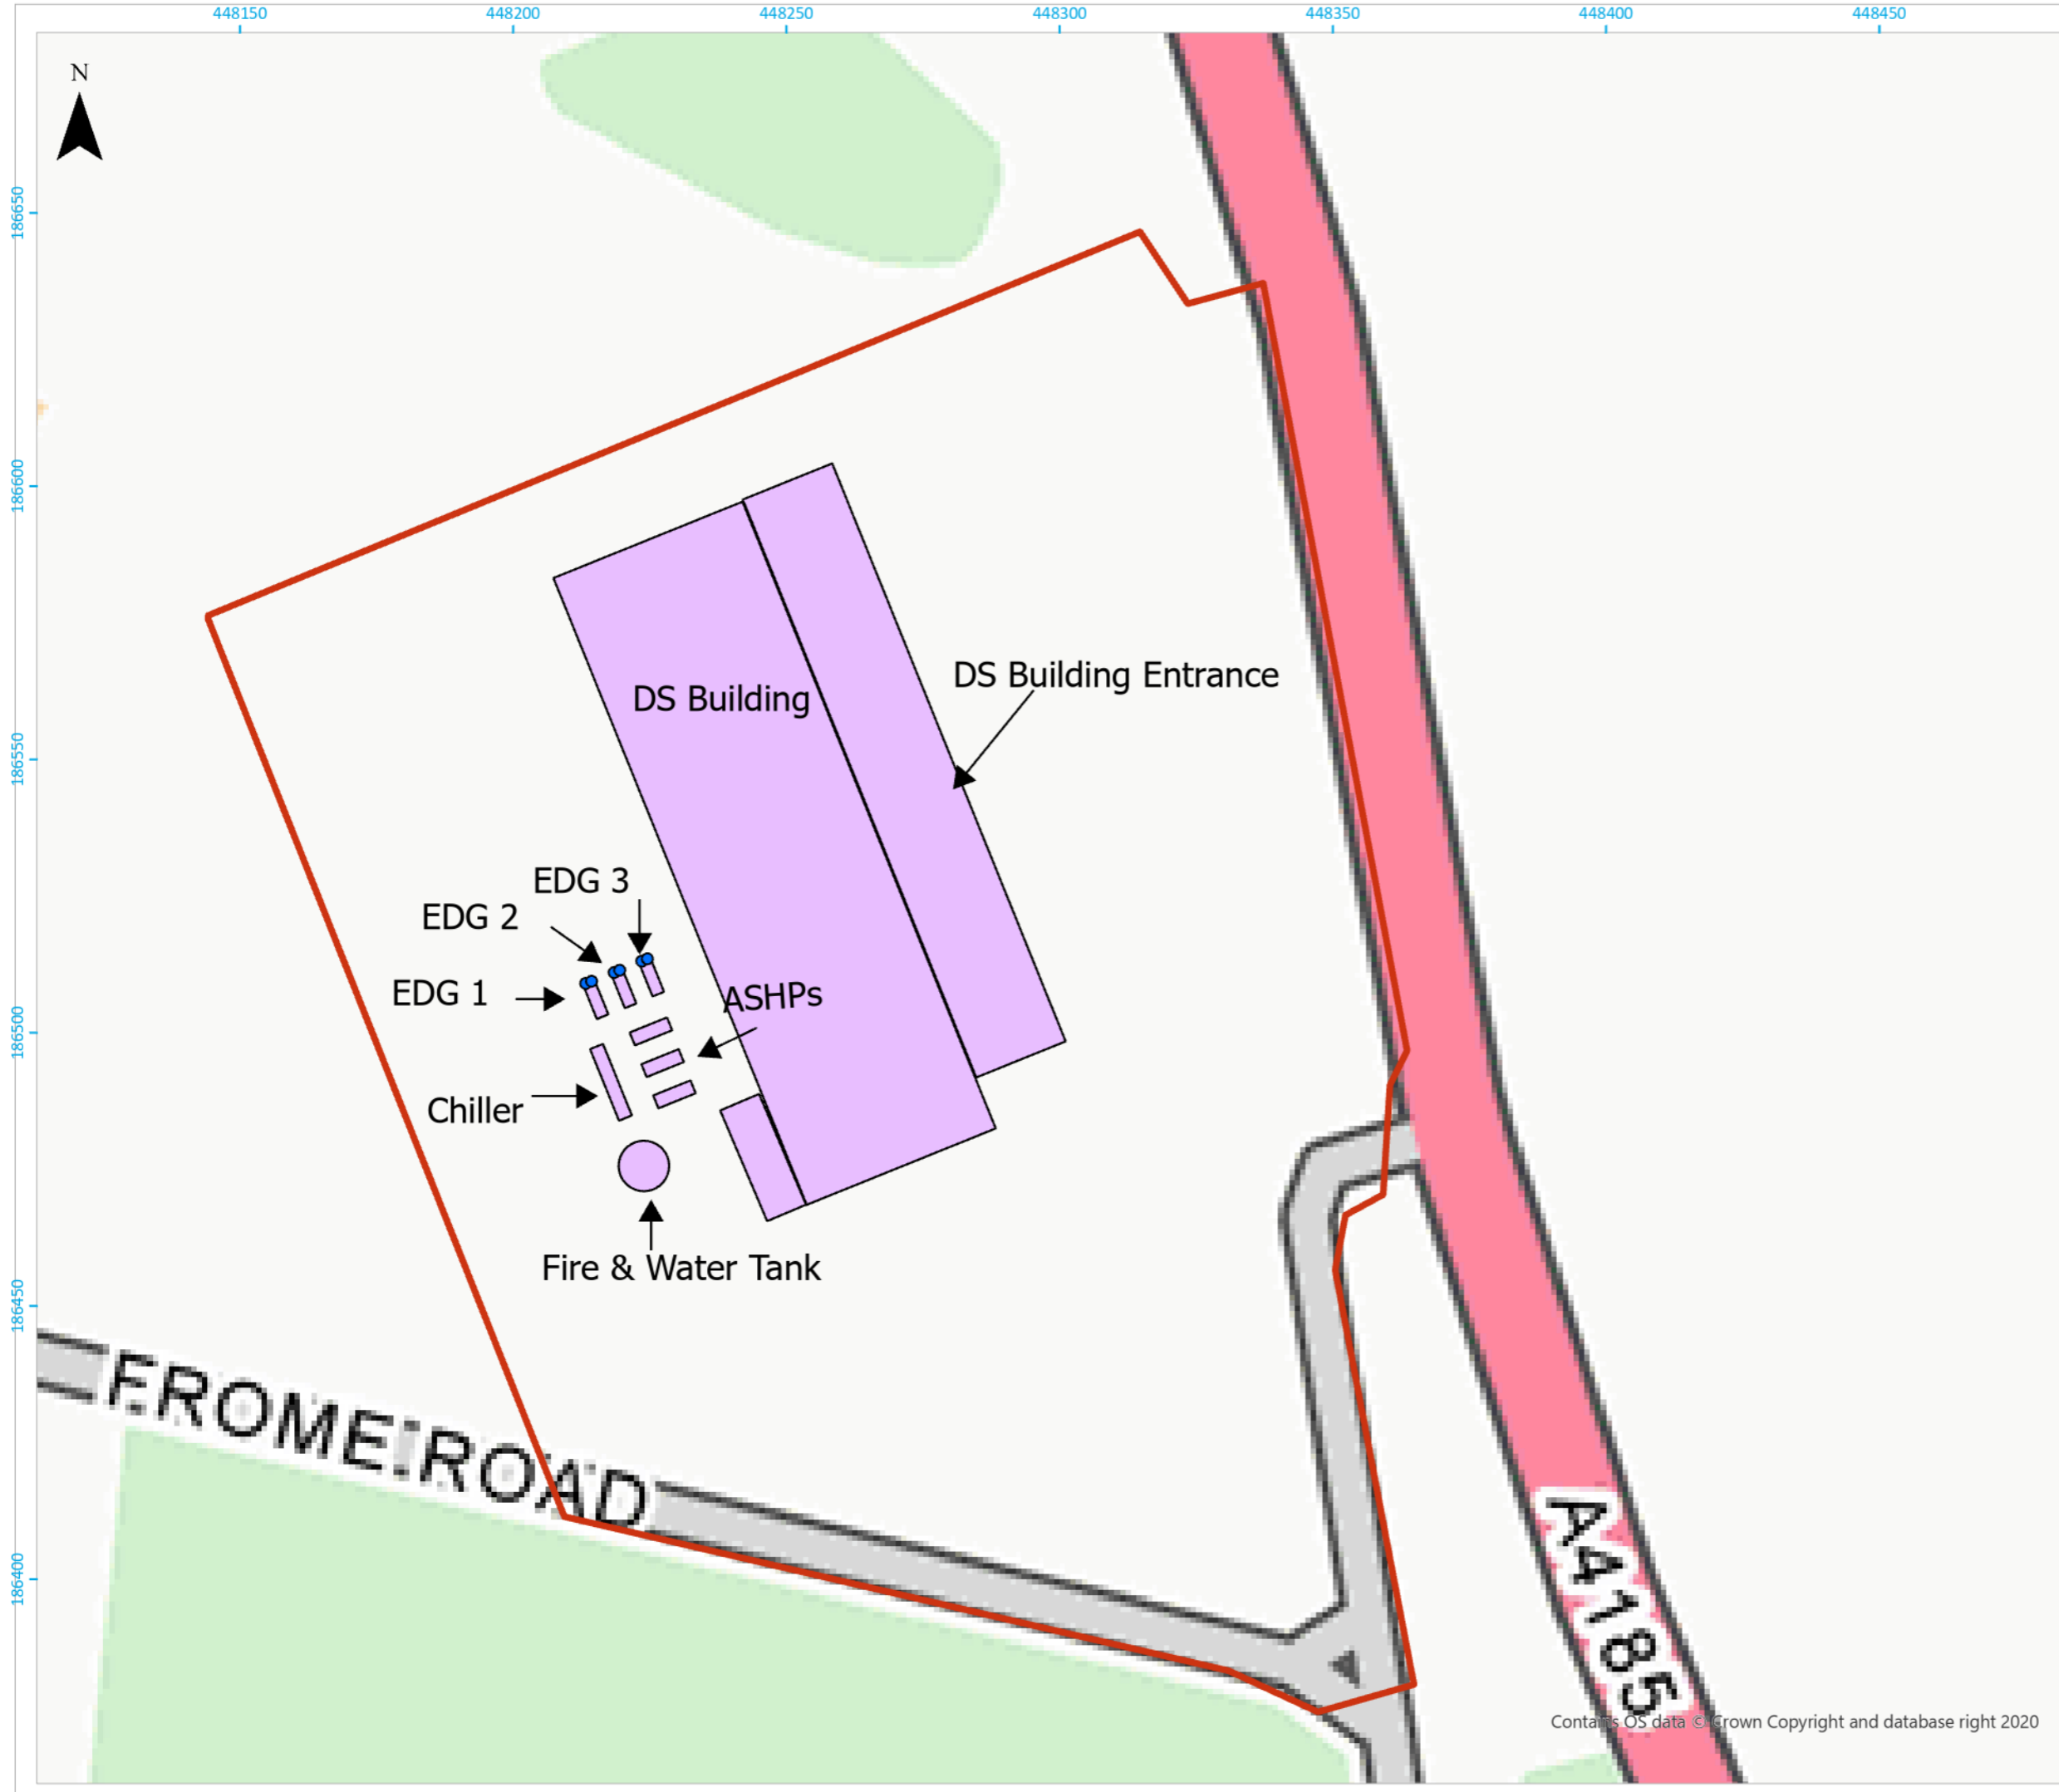 448150 448200 448250 448300 448350 448400 448450
N
186650
186600
186550
186500
186450
186400
DS Building Entrance
DS Building
EDG 3
EDG 2
EDG 1
ASHPs
Chiller
Fire & Water Tank
FROME ROAD
A4185
Contains OS data © Crown Copyright and database right 2020